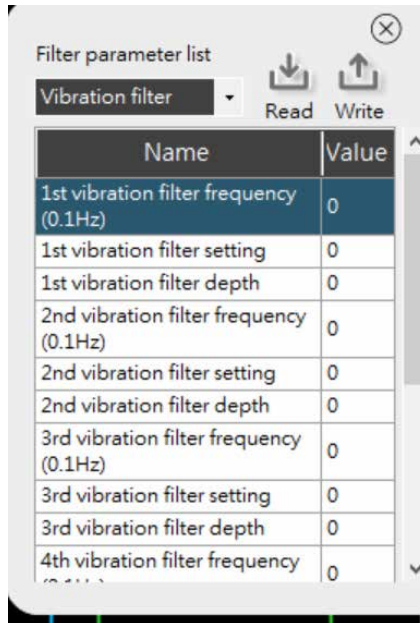 Filter parameter list
Vibration filter
Read Write
Name Value
1st vibration filter frequency
(0.1Hz) 0
1st vibration filter setting 0
1st vibration filter depth 0
2nd vibration filter frequency
(0.1Hz) 0
2nd vibration filter setting 0
2nd vibration filter depth 0
3rd vibration filter frequency
(0.1Hz) 0
3rd vibration filter setting 0
3rd vibration filter depth 0
4th vibration filter frequency
0